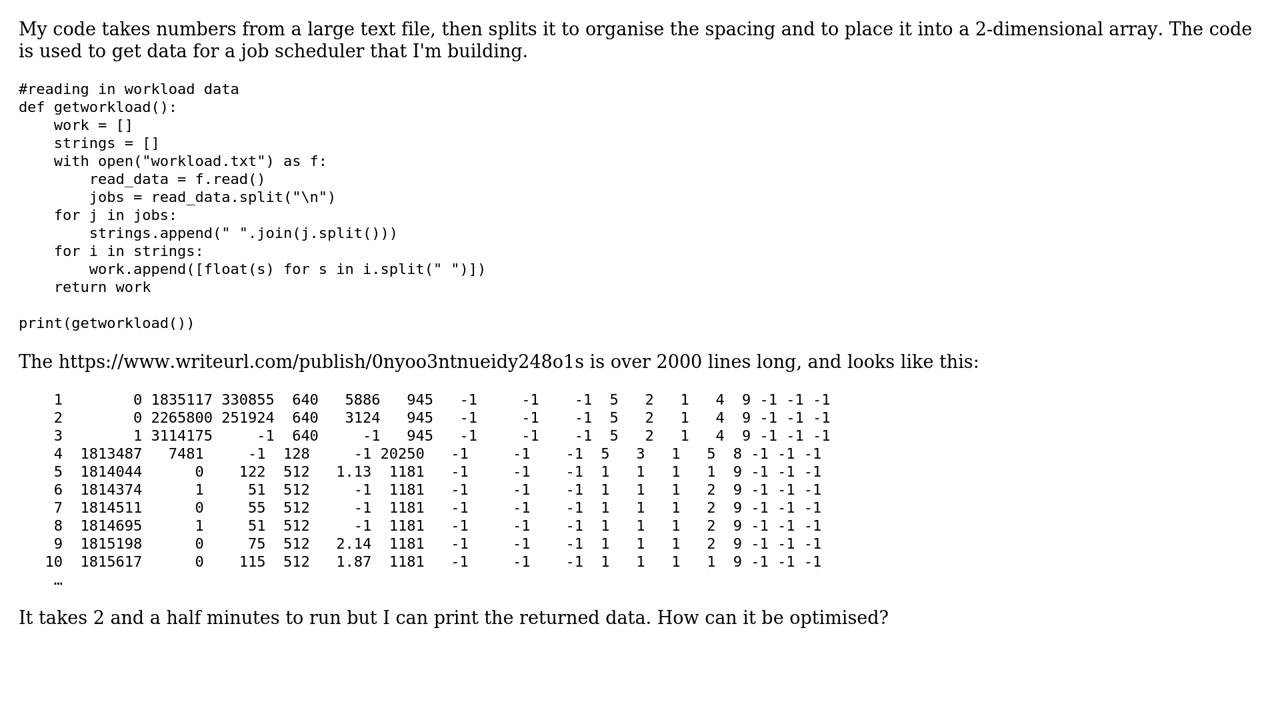 My code takes numbers from a large text file, then splits it to organise the spacing and to place it into a 2-dimensional array. The code
is used to get data for a job scheduler that I'm building.
#reading in workload data
def getworkload():
    work = []
    strings = []
    with open("workload.txt") as f:
        read_data = f.read()
        jobs = read_data.split("\n")
    for j in jobs:
        strings.append(" ".join(j.split()))
    for i in strings:
        work.append([float(s) for s in i.split(" ")])
    return work

print(getworkload())
The https://www.writeurl.com/publish/0nyoo3ntnueidy248o1s is over 2000 lines long, and looks like this:
    1        0 1835117 330855  640   5886   945   -1     -1    -1  5   2   1   4  9 -1 -1 -1
    2        0 2265800 251924  640   3124   945   -1     -1    -1  5   2   1   4  9 -1 -1 -1
    3        1 3114175     -1  640     -1   945   -1     -1    -1  5   2   1   4  9 -1 -1 -1
    4  1813487   7481     -1  128     -1 20250   -1     -1    -1  5   3   1   5  8 -1 -1 -1
    5  1814044      0    122  512   1.13  1181   -1     -1    -1  1   1   1   1  9 -1 -1 -1
    6  1814374      1     51  512     -1  1181   -1     -1    -1  1   1   1   2  9 -1 -1 -1
    7  1814511      0     55  512     -1  1181   -1     -1    -1  1   1   1   2  9 -1 -1 -1
    8  1814695      1     51  512     -1  1181   -1     -1    -1  1   1   1   2  9 -1 -1 -1
    9  1815198      0     75  512   2.14  1181   -1     -1    -1  1   1   1   2  9 -1 -1 -1
   10  1815617      0    115  512   1.87  1181   -1     -1    -1  1   1   1   1  9 -1 -1 -1
    …
It takes 2 and a half minutes to run but I can print the returned data. How can it be optimised?